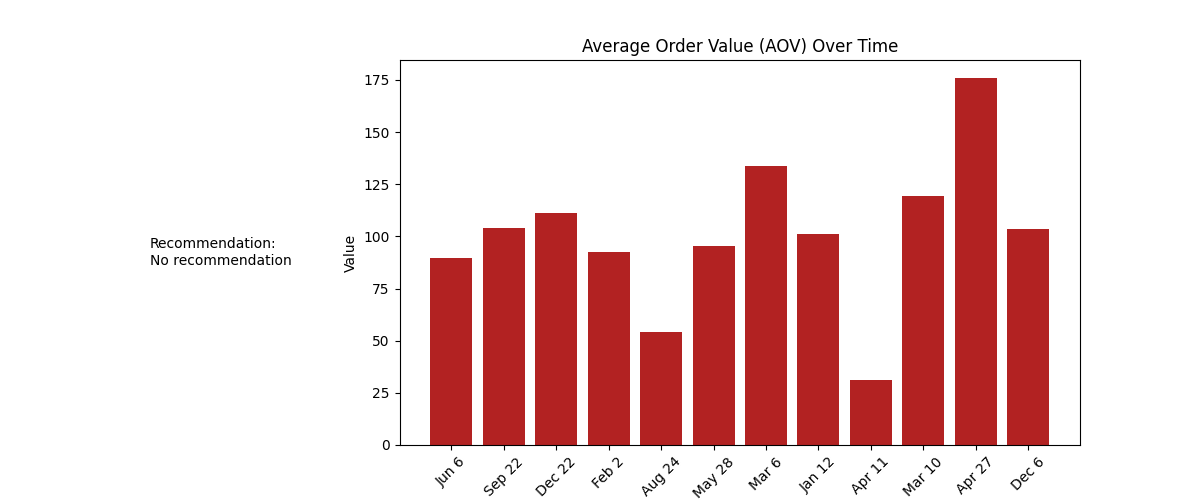 Average Order Value (AOV) Over Time
Recommendation:
No recommendation
Value
175
150
125
100
75
50
25
0
Jun 6
Sep 22
Dec 22
Feb 2
Aug 24
May 28
Mar 6
Jan 12
Apr 11
Mar 10
Apr 27
Dec 6